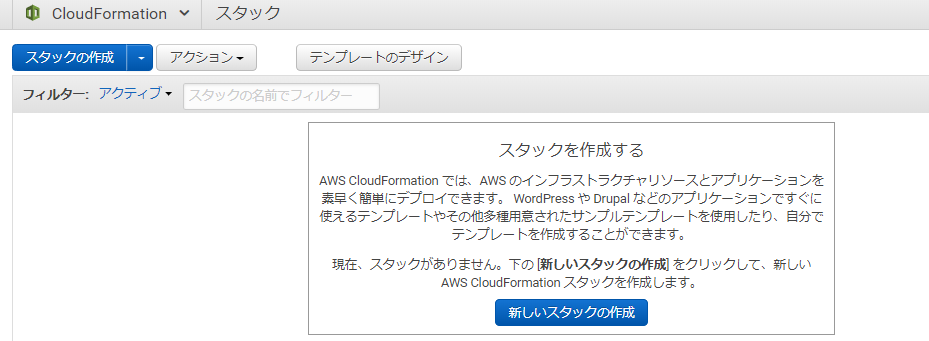 CloudFormation スタック
スタックの作成 アクション テンプレートのデザイン
フィルター: アクティブ スタックの名前でフィルター
スタックを作成する
AWS CloudFormation では、AWS のインフラストラクチャリソースとアプリケーションを
素早く簡単にデプロイできます。 WordPress や Drupal などのアプリケーションですぐに
使えるテンプレートやその他多種用意されたサンプルテンプレートを使用したり、自分で
テンプレートを作成することができます。
現在、スタックがありません。下の [新しいスタックの作成] をクリックして、新しい
AWS CloudFormation スタックを作成します。
新しいスタックの作成